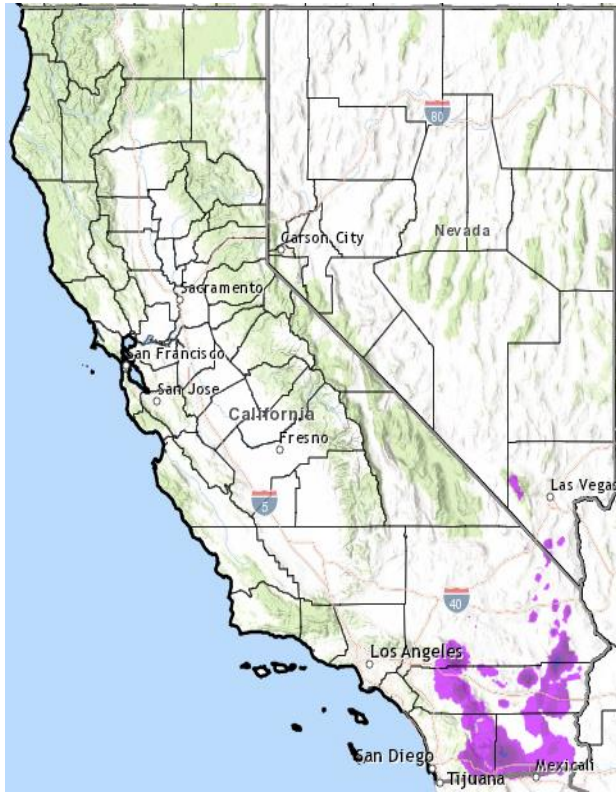 80
Carson City
Nevada
Sacramento
San Francisco
San Jose
California
Fresno
Las Vegas
5
40
Los Angeles
San Diego
Mexicali
Tijuana